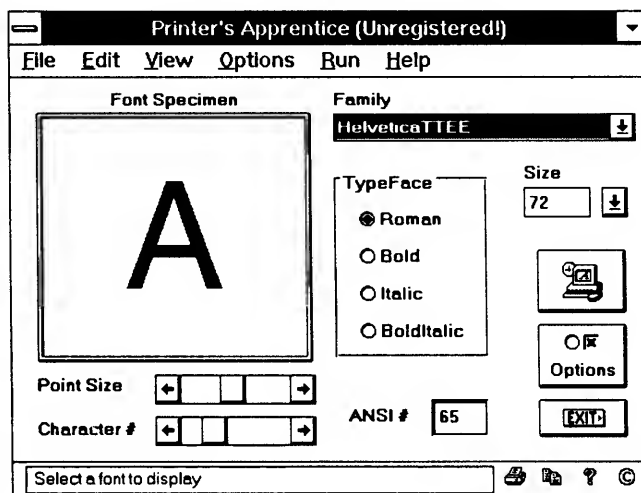 Printer's Apprentice (Unregistered!)
File Edit View Options Run Help
Font Specimen
A
Family
HelveticaTTEE
TypeFace
Roman
Bold
Italic
BoldItalic
Size
72
Options
EXIT
Point Size
Character #
ANSI # 65
Select a font to display
? ©